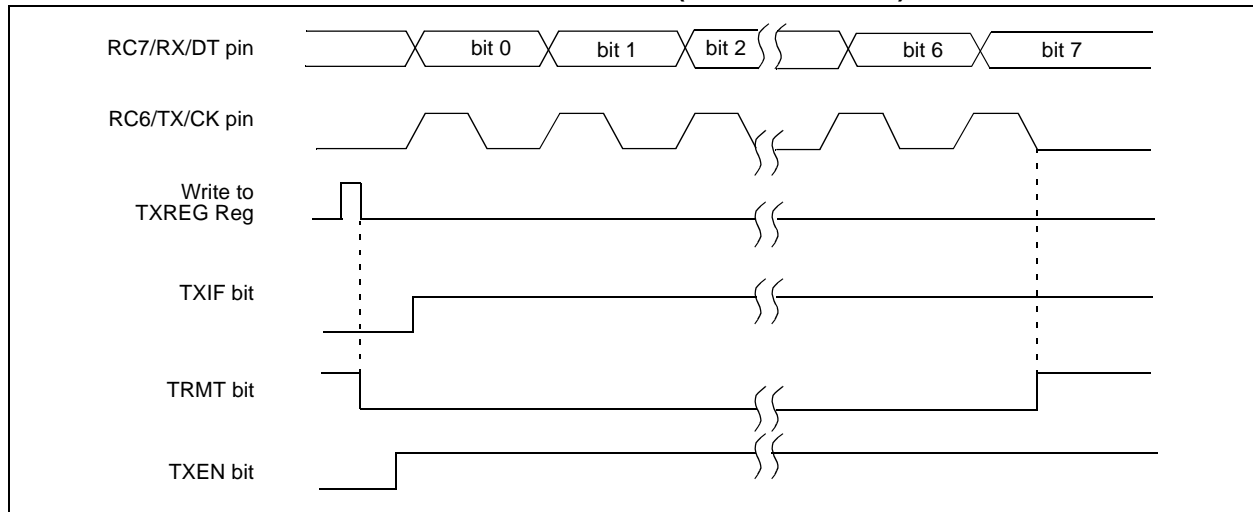 RC7/RX/DT pin
bit 0
bit 1
bit 2
bit 6
bit 7
RC6/TX/CK pin
Write to
TXREG Reg
TXIF bit
TRMT bit
TXEN bit